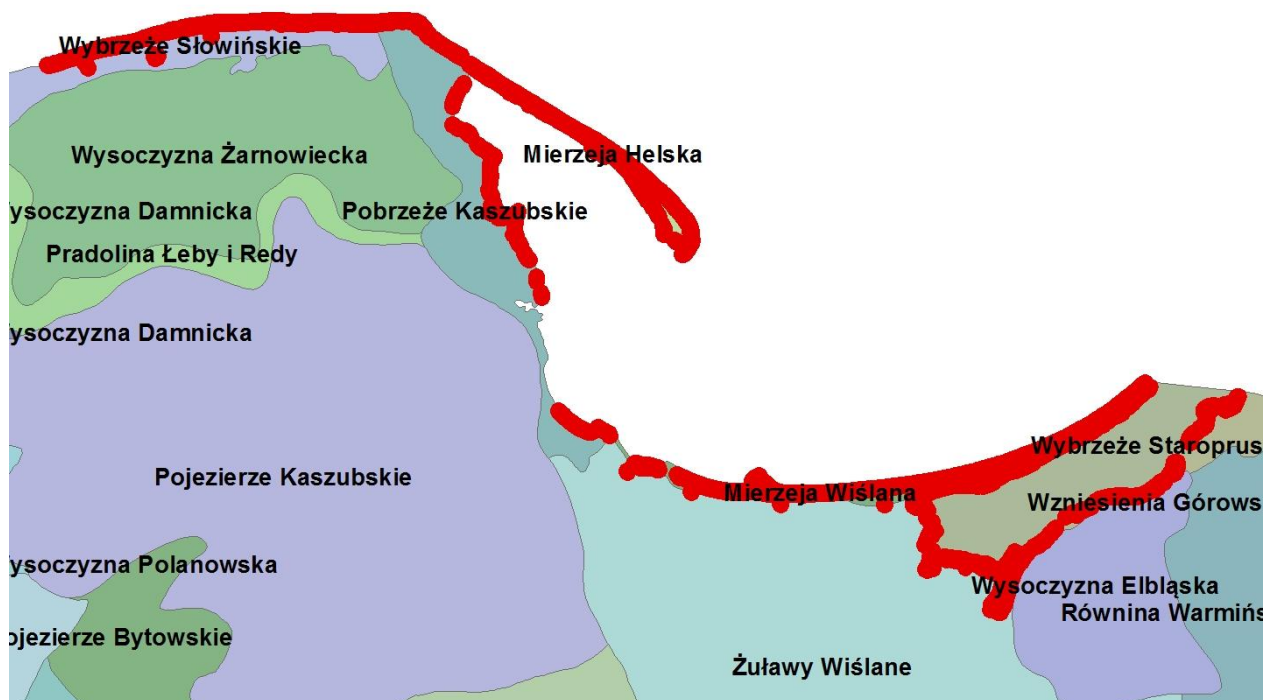 Wybrzeże Słowińskie
Wysoczyzna Żarnowiecka
Mierzeja Helska
ysoczyzna Damnicka
Pobrzeże Kaszubskie
Pradolina Łeby i Redy
ysoczyzna Damnicka
Wybrzeże Staroprus
Pojezierze Kaszubskie
Mierzeja Wiślana
Wzniesienia Górows
ysoczyzna Polanowska
Wysoczyzna Elbląska
Równina Warmińs
ojezierze Bytowskie
Żuławy Wiślane